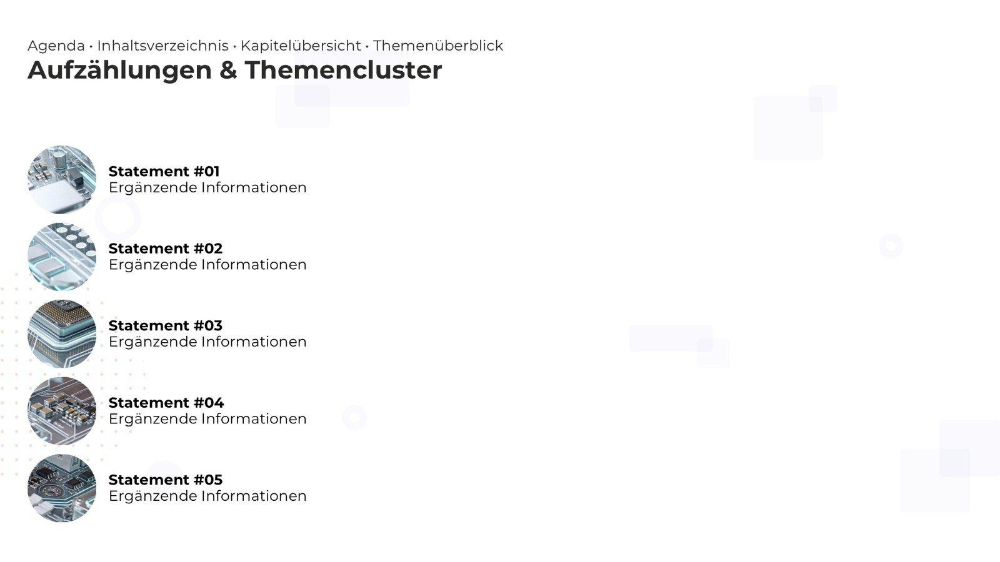 Agenda • Inhaltsverzeichnis • Kapitelübersicht • Themenüberblick
Aufzählungen & Themencluster
Statement #01
Ergänzende Informationen
Statement #02
Ergänzende Informationen
Statement #03
Ergänzende Informationen
Statement #04
Ergänzende Informationen
Statement #05
Ergänzende Informationen